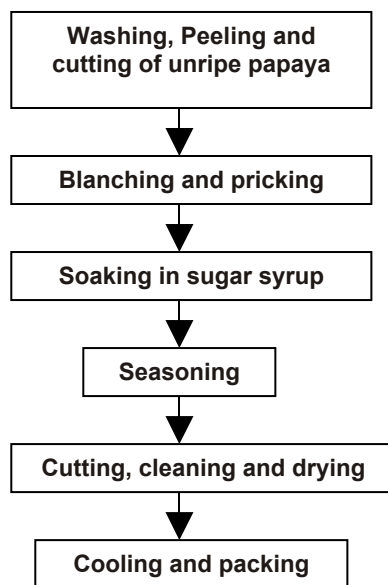 Washing, Peeling and
cutting of unripe papaya
Blanching and pricking
Soaking in sugar syrup
Seasoning
Cutting, cleaning and drying
Cooling and packing